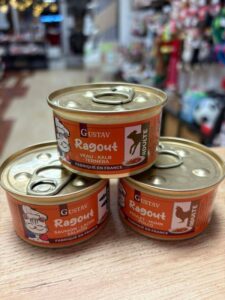 GUSTAV
Ragout
VEAU - KALB
TERNERA
ADULTE
FABRIQUÉ EN FRANCE
GUSTAV
Ragout
SAUMON
FABRIQUÉ EN FRANCE
GUSTAV
Ragout
ADULTE
FABRIQUÉ EN FRANCE